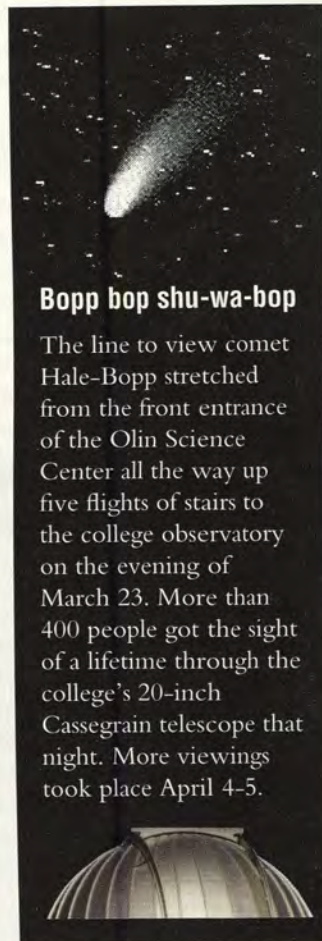 Bopp bop shu-wa-bop
The line to view comet
Hale-Bopp stretched
from the front entrance
of the Olin Science
Center all the way up
five flights of stairs to
the college observatory
on the evening of
March 23. More than
400 people got the sight
of a lifetime through the
college's 20-inch
Cassegrain telescope that
night. More viewings
took place April 4-5.